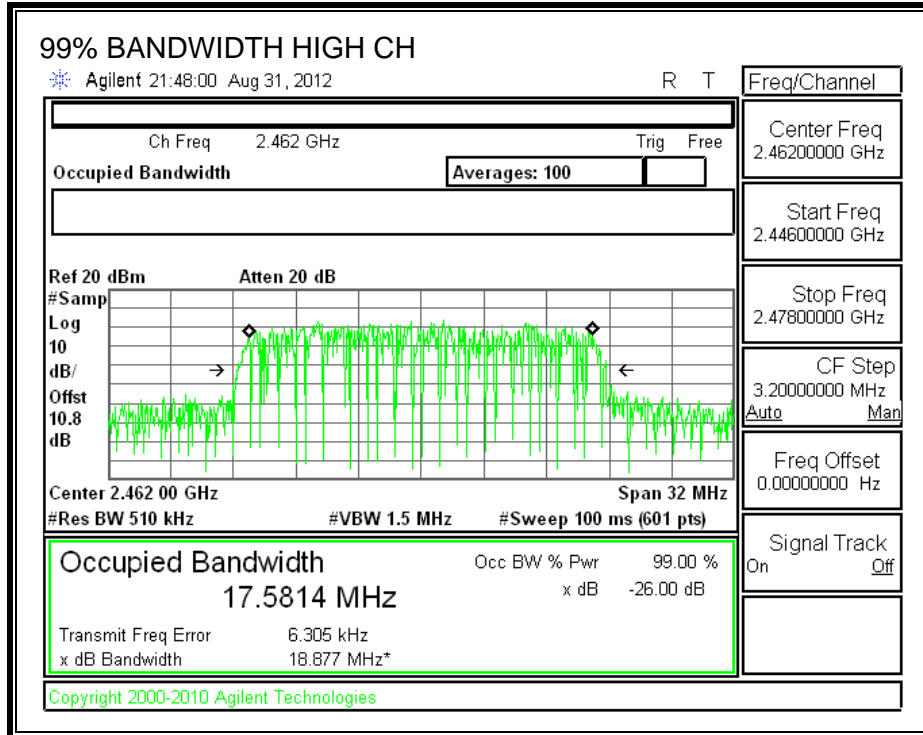 99% BANDWIDTH HIGH CH
Agilent 21:48:00 Aug 31, 2012 R T
Freq/Channel
Ch Freq 2.462 GHz Trig Free
Occupied Bandwidth Averages: 100
Center Freq
2.46200000 GHz
Start Freq
2.44600000 GHz
Stop Freq
2.47800000 GHz
CF Step
3.20000000 MHz
Auto Man
Freq Offset
0.00000000 Hz
Signal Track
On Off
Ref 20 dBm Atten 20 dB
#Samp
Log
10
dB/
Offst
10.8
dB
Center 2.462 00 GHz Span 32 MHz
#Res BW 510 kHz #VBW 1.5 MHz #Sweep 100 ms (601 pts)
Occupied Bandwidth Occ BW % Pwr 99.00 %
17.5814 MHz x dB -26.00 dB
Transmit Freq Error 6.305 kHz
x dB Bandwidth 18.877 MHz*
Copyright 2000-2010 Agilent Technologies